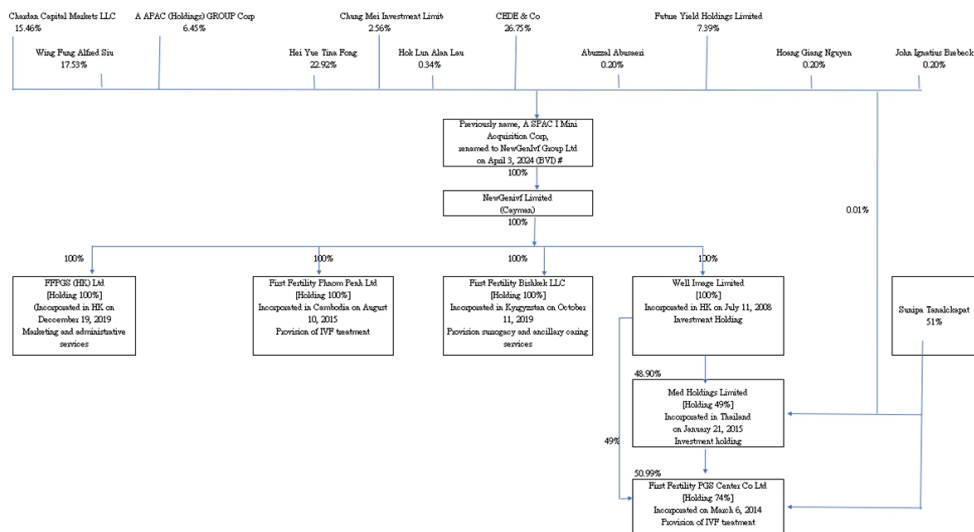 Chardan Capital Markets LLC
15.46%
A APAC (Holdings) GROUP Corp
6.45%
Chung Mei Investment Limit
2.56%
CEDE & Co
26.75%
Future Yield Holdings Limited
7.39%
Wing Fung Alfred Siu
17.53%
Hei Yue Tina Fong
22.92%
Hok Lun Alan Lau
0.34%
Abuzzal Abusaeri
0.20%
Hoang Giang Nguyen
0.20%
John Ignatius Brebeck
0.20%
Previously name, A SPAC I Mini
Acquisition Corp,
renamed to NewGenIvf Group Ltd
on April 3, 2024 (BVI) #
100%
NewGenivf Limited
(Cayman)
100%
0.01%
100%
FFPGS (HK) Ltd
[Holding 100%]
(Incorporated in HK on
Deccember 19, 2019
Marketing and administrative
services
100%
First Fertility Phnom Penh Ltd
[Holding 100%]
Incorporated in Cambodia on August
10, 2015
Provision of IVF treatment
100%
First Fertility Bishkek LLC
[Holding 100%]
Incorporated in Kyrgyzstan on October
11, 2019
Provision surrogacy and ancillary caring
services
100%
Well Image Limited
[100%]
Incorporated in HK on July 11, 2008
Investment Holding
Sunipa Tanalokapat
51%
48.90%
Med Holdings Limited
[Holding 49%]
Incorporated in Thailand
on January 21, 2015
Investment holding
49%
50.99%
First Fertility PGS Center Co Ltd
[Holding 74%]
Incorporated on March 6, 2014
Provision of IVF treatment